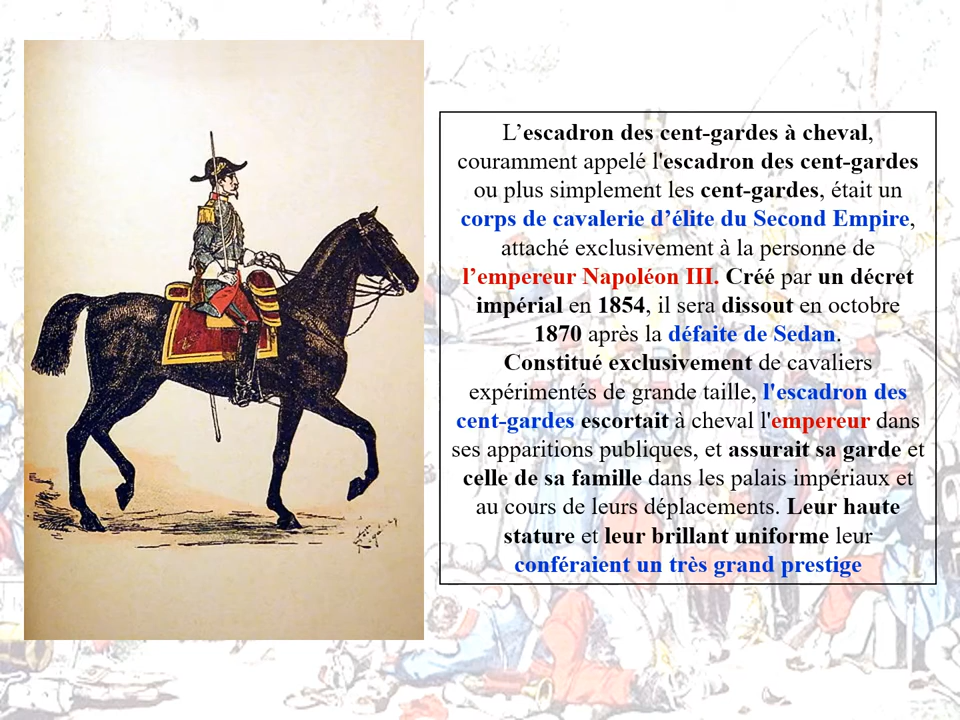 L’escadron des cent-gardes à cheval,
couramment appelé l'escadron des cent-gardes
ou plus simplement les cent-gardes, était un
corps de cavalerie d’élite du Second Empire,
attaché exclusivement à la personne de
l’empereur Napoléon III. Créé par un décret
impérial en 1854, il sera dissout en octobre
1870 après la défaite de Sedan.
Constitué exclusivement de cavaliers
expérimentés de grande taille, l'escadron des
cent-gardes escortait à cheval l'empereur dans
ses apparitions publiques, et assurait sa garde et
celle de sa famille dans les palais impériaux et
au cours de leurs déplacements. Leur haute
stature et leur brillant uniforme leur
conféraient un très grand prestige